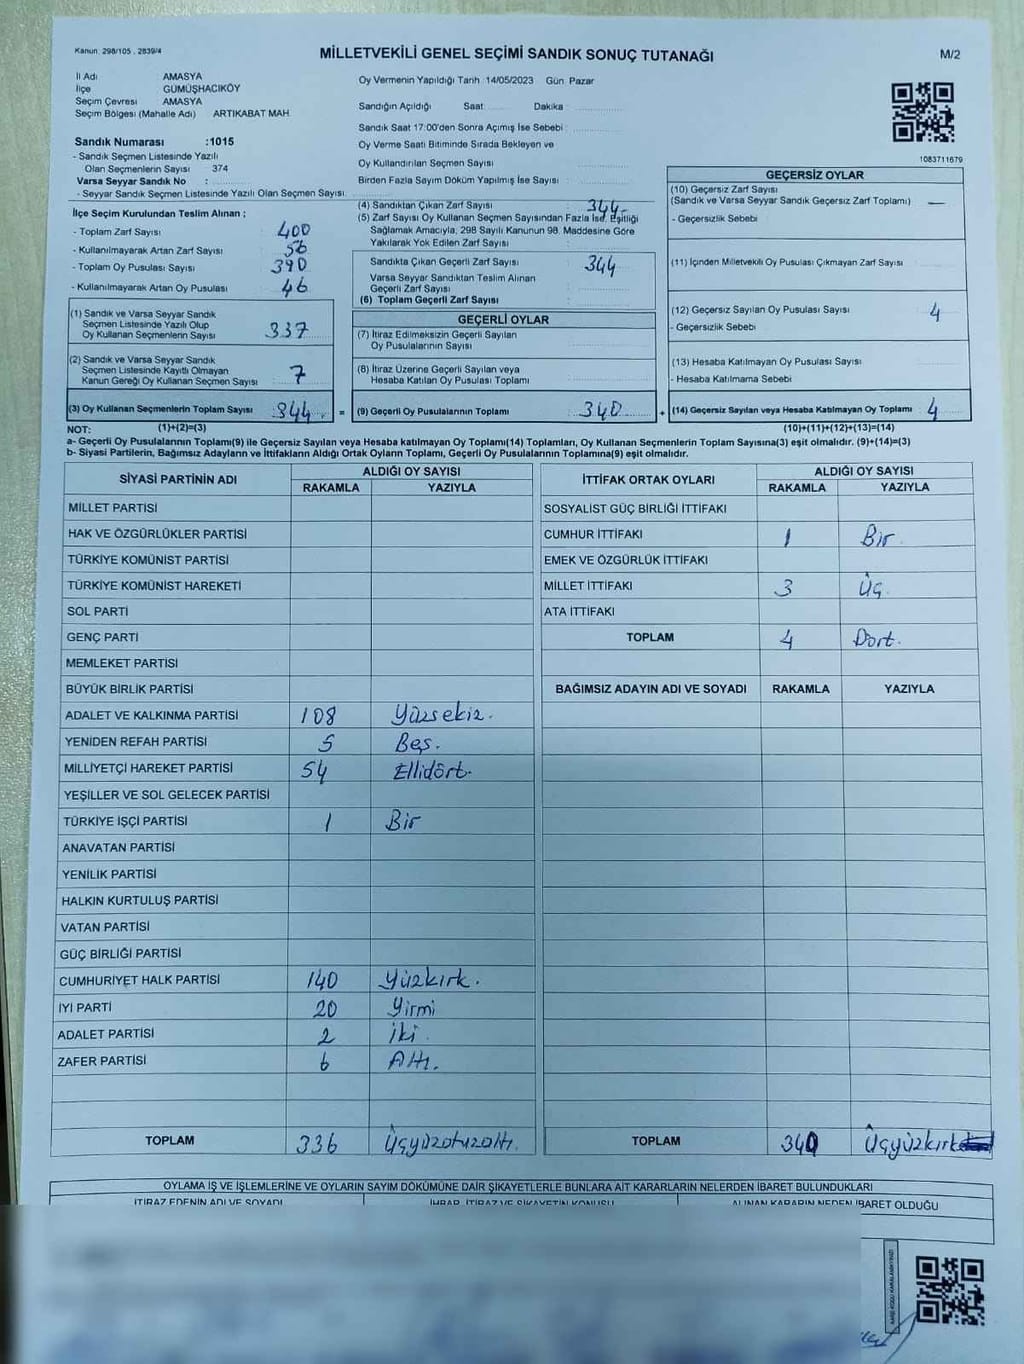 Kanun: 298/105 , 2839/4
MİLLETVEKİLİ GENEL SEÇİMİ SANDIK SONUÇ TUTANAĞI
M/2
İl Adı : AMASYA
İlçe : GÜMÜŞHACIKÖY
Seçim Çevresi : AMASYA
Seçim Bölgesi (Mahalle Adı) : ARTIKABAT MAH.
Sandık Numarası :1015
- Sandık Seçmen Listesinde Yazılı
Olan Seçmenlerin Sayısı : 374
Varsa Seyyar Sandık No :
- Seyyar Sandık Seçmen Listesinde Yazılı Olan Seçmen Sayısı:
Oy Vermenin Yapıldığı Tarih :14/05/2023 Gün: Pazar
Sandığın Açıldığı Saat: Dakika :
Sandık Saat 17:00'den Sonra Açımış İse Sebebi :
Oy Verme Saati Bitiminde Sırada Bekleyen ve
Oy Kullandırılan Seçmen Sayısı :
Birden Fazla Sayım Döküm Yapılmış İse Sayısı :
1083711679
İlçe Seçim Kurulundan Teslim Alınan ;
- Toplam Zarf Sayısı : 400
- Kullanılmayarak Artan Zarf Sayısı : 56
- Toplam Oy Pusulası Sayısı : 390
- Kullanılmayarak Artan Oy Pusulası : 46
(1) Sandık ve Varsa Seyyar Sandık
Seçmen Listesinde Yazılı Olup
Oy Kullanan Seçmenlerin Sayısı : 337
(2) Sandık ve Varsa Seyyar Sandık
Seçmen Listesinde Kayıtlı Olmayan
Kanun Gereği Oy Kullanan Seçmen Sayısı : 7
(3) Oy Kullanan Seçmenlerin Toplam Sayısı : 344
(4) Sandıktan Çıkan Zarf Sayısı : 344
(5) Zarf Sayısı Oy Kullanan Seçmen Sayısından Fazla İse, Eşitliği
Sağlamak Amacıyla, 298 Sayılı Kanunun 98. Maddesine Göre
Yakılarak Yok Edilen Zarf Sayısı :
Sandıkta Çıkan Geçerli Zarf Sayısı : 344
Varsa Seyyar Sandıktan Teslim Alınan
Geçerli Zarf Sayısı :
(6) Toplam Geçerli Zarf Sayısı :
GEÇERLİ OYLAR
(7) İtiraz Edilmeksizin Geçerli Sayılan
Oy Pusulalarının Sayısı :
(8) İtiraz Üzerine Geçerli Sayılan veya
Hesaba Katılan Oy Pusulası Toplamı :
= (9) Geçerli Oy Pusulalarının Toplamı : 340
GEÇERSİZ OYLAR
(10) Geçersiz Zarf Sayısı
(Sandık ve Varsa Seyyar Sandık Geçersiz Zarf Toplamı) : —
- Geçersizlik Sebebi :
(11) İçinden Milletvekili Oy Pusulası Çıkmayan Zarf Sayısı :
(12) Geçersiz Sayılan Oy Pusulası Sayısı : 4
- Geçersizlik Sebebi :
(13) Hesaba Katılmayan Oy Pusulası Sayısı :
- Hesaba Katılmama Sebebi :
+ (14) Geçersiz Sayılan veya Hesaba Katılmayan Oy Toplamı : 4
NOT: (1)+(2)=(3) (10)+(11)+(12)+(13)=(14)
a- Geçerli Oy Pusulalarının Toplamı(9) ile Geçersiz Sayılan veya Hesaba katılmayan Oy Toplamı(14) Toplamları, Oy Kullanan Seçmenlerin Toplam Sayısına(3) eşit olmalıdır. (9)+(14)=(3)
b- Siyasi Partilerin, Bağımsız Adayların ve İttifakların Aldığı Ortak Oyların Toplamı, Geçerli Oy Pusulalarının Toplamına(9) eşit olmalıdır.
SİYASİ PARTİNİN ADI ALDIĞI OY SAYISI
RAKAMLA YAZIYLA
MİLLET PARTİSİ
HAK VE ÖZGÜRLÜKLER PARTİSİ
TÜRKİYE KOMÜNİST PARTİSİ
TÜRKİYE KOMÜNİST HAREKETİ
SOL PARTİ
GENÇ PARTİ
MEMLEKET PARTİSİ
BÜYÜK BİRLİK PARTİSİ
ADALET VE KALKINMA PARTİSİ 108 Yüzsekiz.
YENİDEN REFAH PARTİSİ 5 Beş.
MİLLİYETÇİ HAREKET PARTİSİ 54 Ellidört.
YEŞİLLER VE SOL GELECEK PARTİSİ
TÜRKİYE İŞÇİ PARTİSİ 1 Bir
ANAVATAN PARTİSİ
YENİLİK PARTİSİ
HALKIN KURTULUŞ PARTİSİ
VATAN PARTİSİ
GÜÇ BİRLİĞİ PARTİSİ
CUMHURİYET HALK PARTİSİ 140 Yüzkırk.
İYİ PARTİ 20 Yirmi
ADALET PARTİSİ 2 İki.
ZAFER PARTİSİ 6 Altı.
TOPLAM 336 Üçyüzotuzaltı.
İTTİFAK ORTAK OYLARI ALDIĞI OY SAYISI
RAKAMLA YAZIYLA
SOSYALİST GÜÇ BİRLİĞİ İTTİFAKI
CUMHUR İTTİFAKI 1 Bir.
EMEK VE ÖZGÜRLÜK İTTİFAKI
MİLLET İTTİFAKI 3 Üç.
ATA İTTİFAKI
TOPLAM 4 Dört.
BAĞIMSIZ ADAYIN ADI VE SOYADI RAKAMLA YAZIYLA
TOPLAM 340 Üçyüzkırk
OYLAMA İŞ VE İŞLEMLERİNE VE OYLARIN SAYIM DÖKÜMÜNE DAİR ŞİKAYETLERLE BUNLARA AİT KARARLARIN NELERDEN İBARET BULUNDUKLARI
İTİRAZ EDENİN ADI VE SOYADI İHBAR, İTİRAZ VE ŞİKAYETİN KONUSU ALINAN KARARIN NEDEN İBARET OLDUĞU